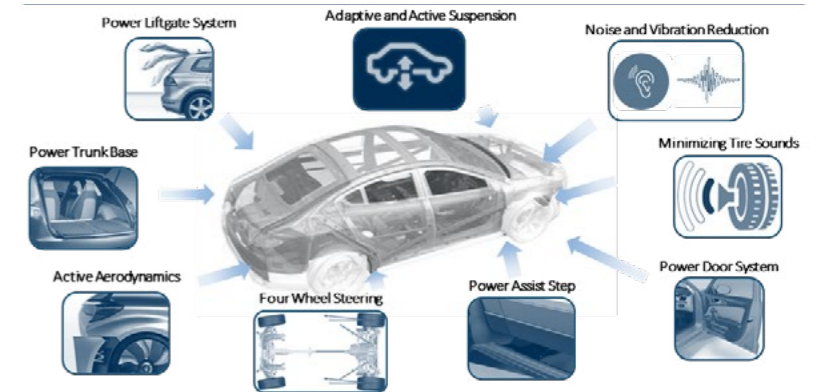 Adaptive and Active Suspension
Power Liftgate System
Noise and Vibration Reduction
Power Trunk Base
Minimizing Tire Sounds
Active Aerodynamics
Four Wheel Steering
Power Assist Step
Power Door System